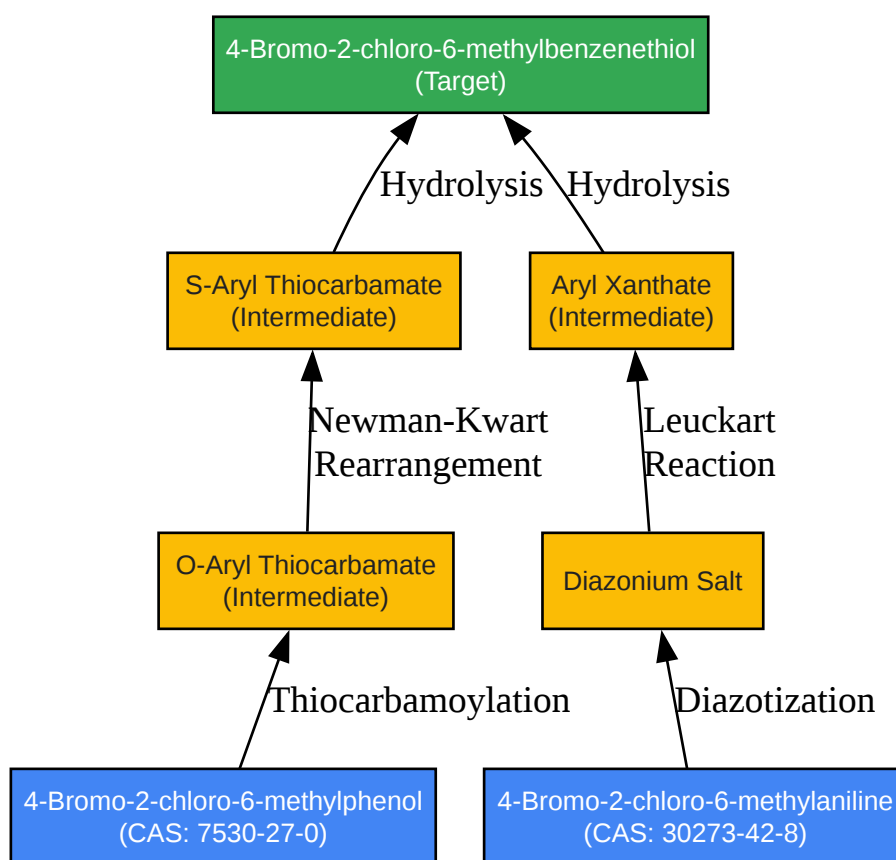 4-Bromo-2-chloro-6-methylbenzenethiol
(Target)
Hydrolysis
Hydrolysis
S-Aryl Thiocarbamate
(Intermediate)
Aryl Xanthate
(Intermediate)
Newman-Kwart
Rearrangement
Leuckart
Reaction
O-Aryl Thiocarbamate
(Intermediate)
Diazonium Salt
Thiocarbamoylation
Diazotization
4-Bromo-2-chloro-6-methylphenol
(CAS: 7530-27-0)
4-Bromo-2-chloro-6-methylaniline
(CAS: 30273-42-8)